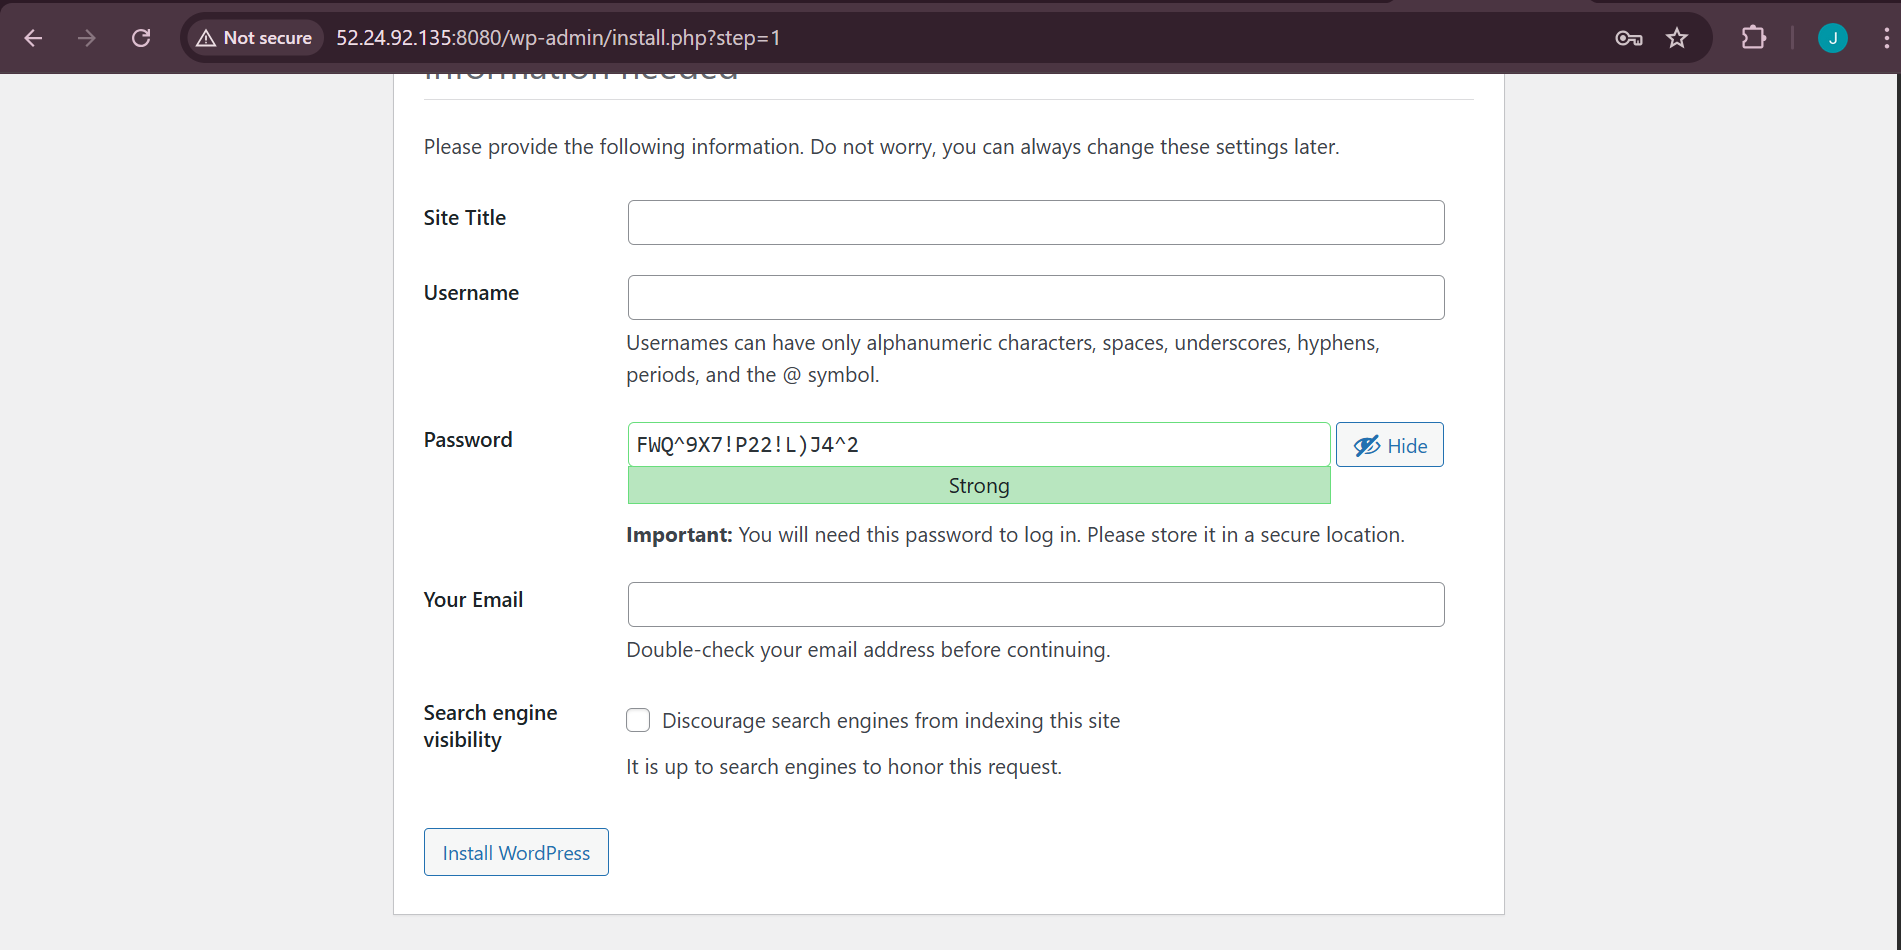 Not secure 52.24.92.135:8080/wp-admin/install.php?step=1
J
Information needed
Please provide the following information. Do not worry, you can always change these settings later.
Site Title
Username
Usernames can have only alphanumeric characters, spaces, underscores, hyphens,
periods, and the @ symbol.
Password
FWQ^9X7!P22!L)J4^2
Hide
Strong
Important: You will need this password to log in. Please store it in a secure location.
Your Email
Double-check your email address before continuing.
Search engine
visibility
Discourage search engines from indexing this site
It is up to search engines to honor this request.
Install WordPress